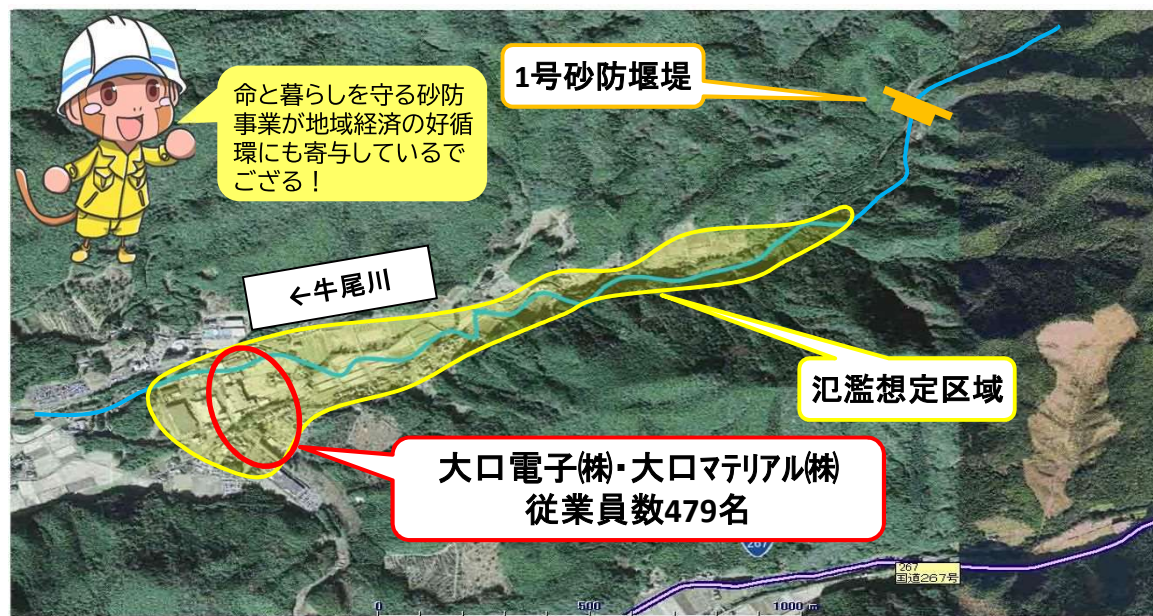 1号砂防堰堤
命と暮らしを守る砂防
事業が地域経済の好循
環にも寄与しているで
ござる！
←牛尾川
氾濫想定区域
大口電子㈱・大口マテリアル㈱
従業員数479名
267
267
国道267号
0 500 1000 m